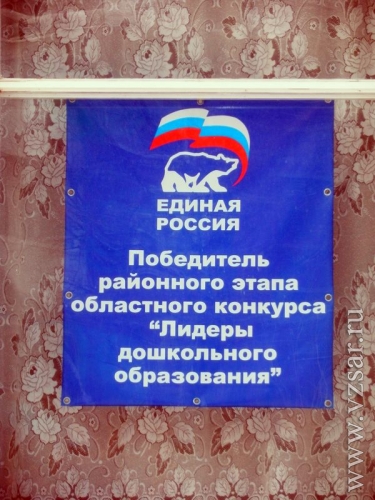 ЕДИНАЯ
РОССИЯ
Победитель
районного этапа
областного конкурса
“Лидеры
дошкольного
образования”
www.vzsar.ru